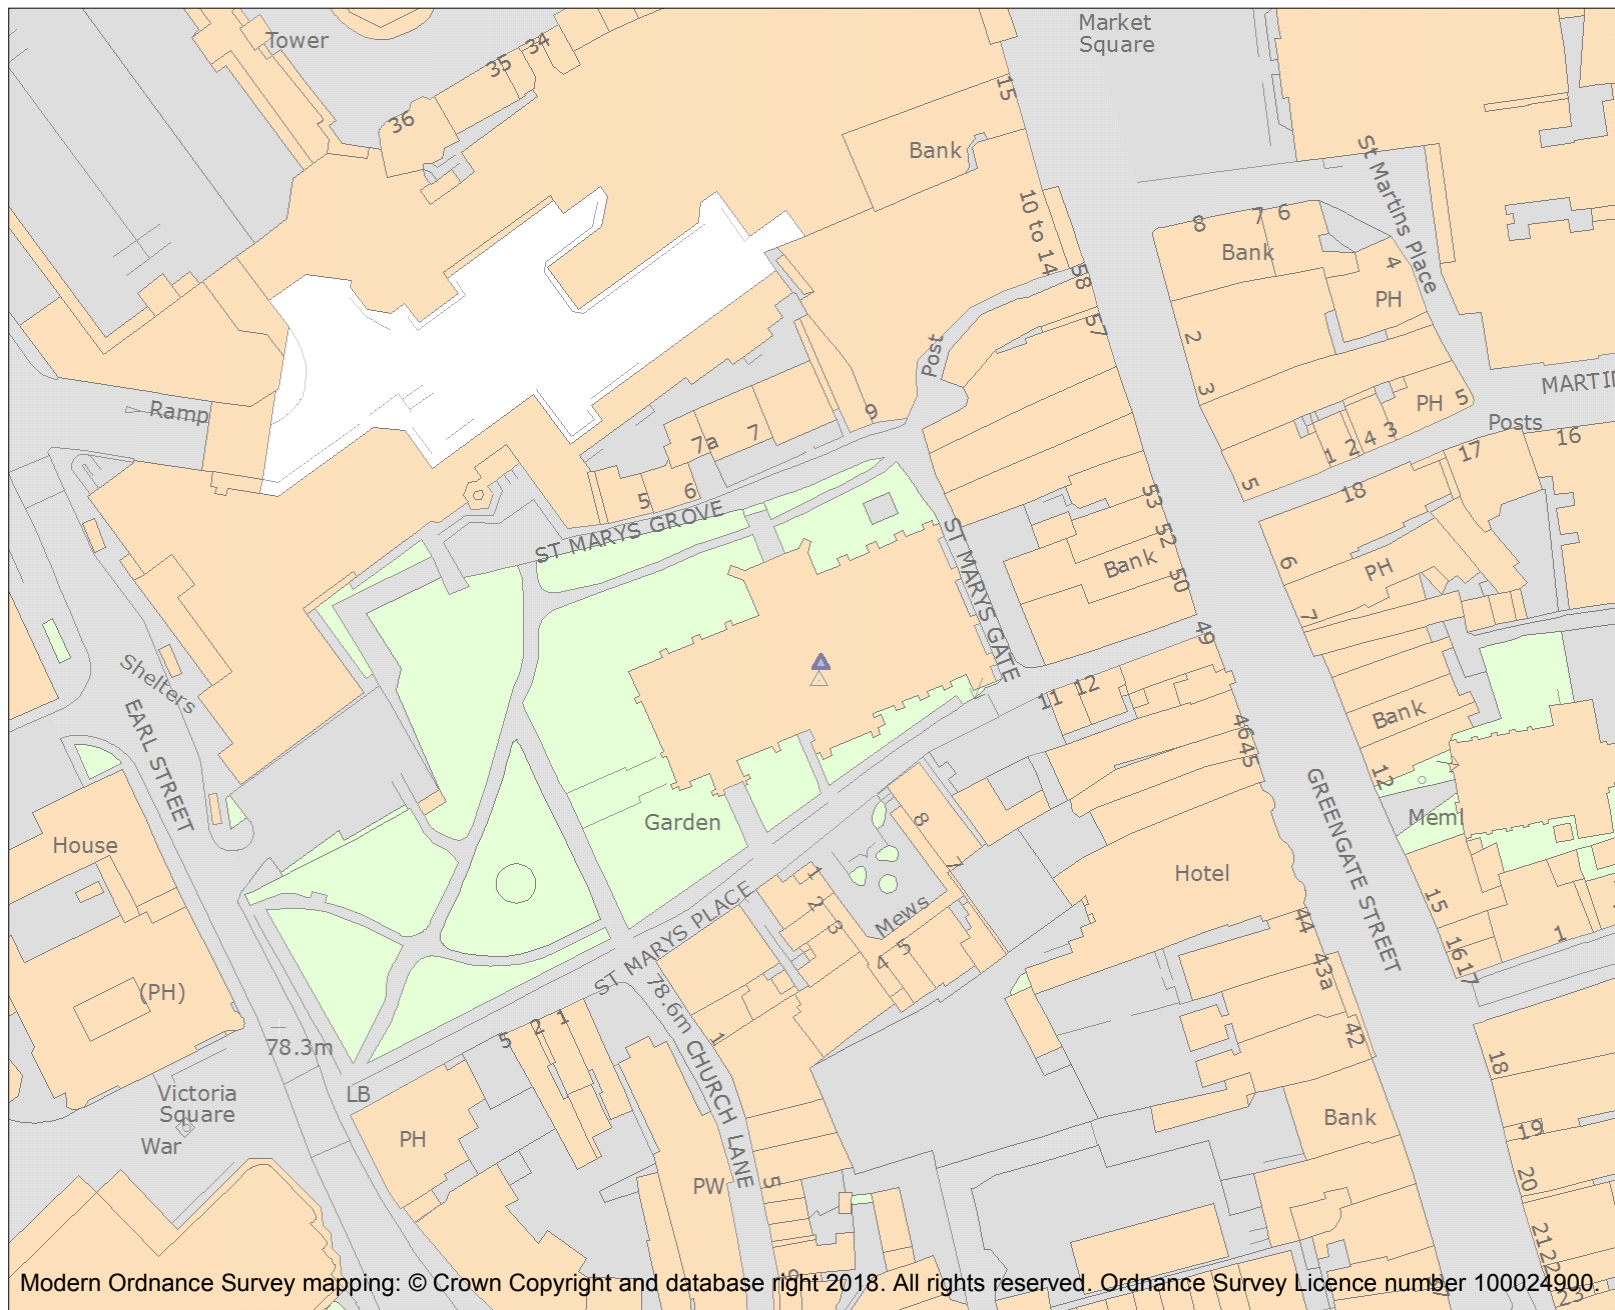 Tower
34
35
36
Market
Square
15
Bank
10 to 14
58
57
St Martins Place
8
7
6
Bank
4
PH
2
3
Post
9
Ramp
7a
7
5
6
ST MARYS GROVE
PH
5
1
2
4
3
Posts
17
16
5
18
ST MARYS GATE
53
52
50
Bank
49
6
7
PH
Shelters
EARL STREET
11
12
46
45
Bank
12
GREENGATE STREET
House
Garden
8
7
Hotel
1
2
3
Mews
4
5
15
16
17
1
ST MARYS PLACE
78.6m
44
43a
42
(PH)
78.3m
5
2
1
1
CHURCH LANE
LB
Victoria
Square
War
PH
PW
5
18
Bank
19
20
21
22
23
Modern Ordnance Survey mapping: © Crown Copyright and database right 2018. All rights reserved. Ordnance Survey Licence number 100024900.